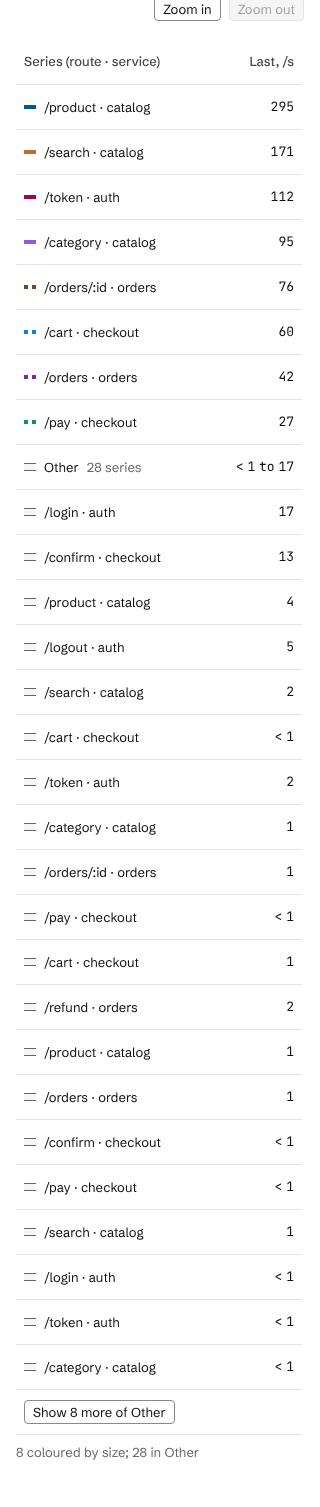 Zoom in Zoom out
Series (route · service) Last, /s
/product · catalog 295
/search · catalog 171
/token · auth 112
/category · catalog 95
/orders/:id · orders 76
/cart · checkout 60
/orders · orders 42
/pay · checkout 27
Other 28 series < 1 to 17
/login · auth 17
/confirm · checkout 13
/product · catalog 4
/logout · auth 5
/search · catalog 2
/cart · checkout < 1
/token · auth 2
/category · catalog 1
/orders/:id · orders 1
/pay · checkout < 1
/cart · checkout 1
/refund · orders 2
/product · catalog 1
/orders · orders 1
/confirm · checkout < 1
/pay · checkout < 1
/search · catalog 1
/login · auth < 1
/token · auth < 1
/category · catalog < 1
Show 8 more of Other
8 coloured by size; 28 in Other